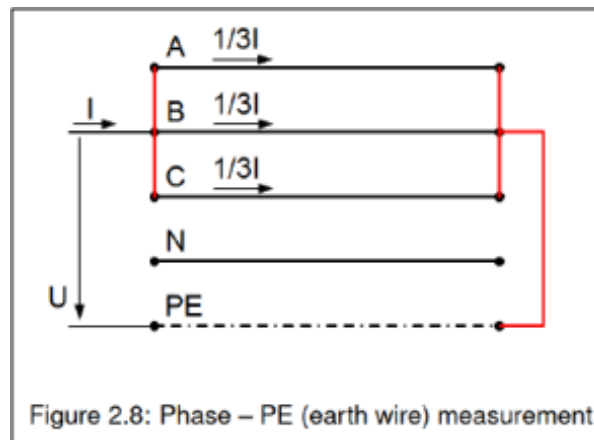 A 1/3I
I B 1/3I
C 1/3I
N
U PE
Figure 2.8: Phase – PE (earth wire) measurement